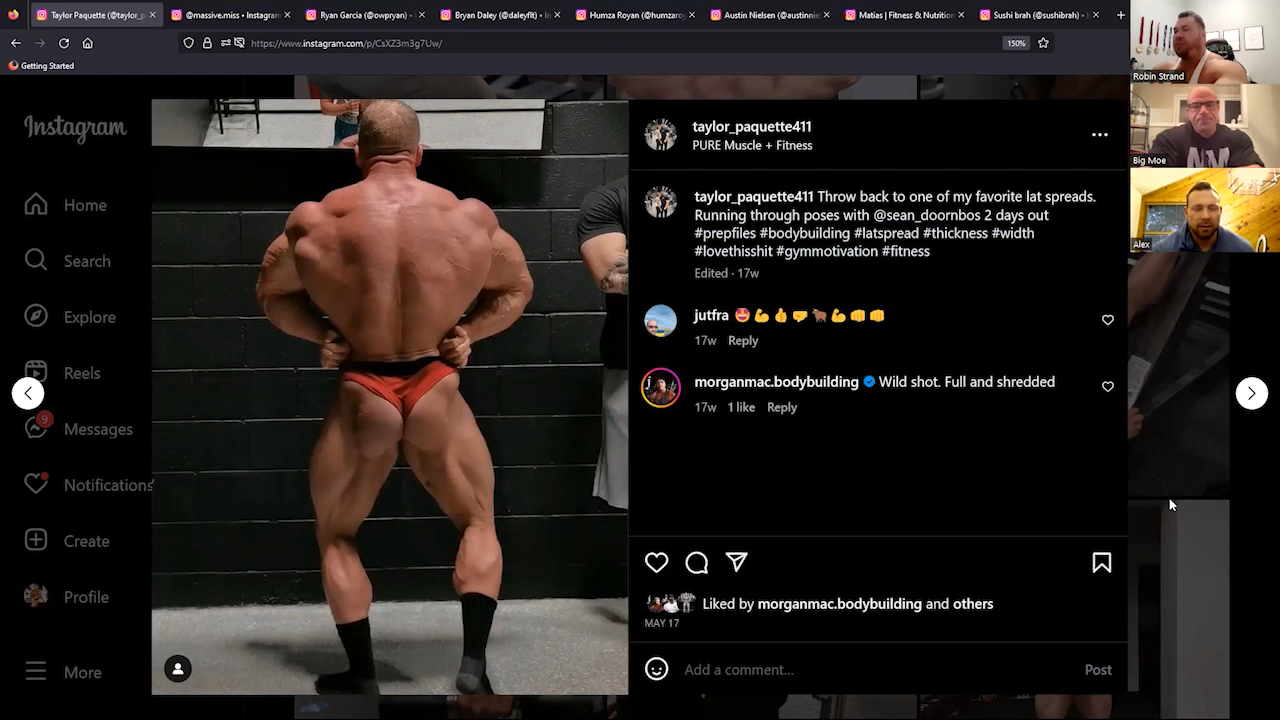 Taylor Paquette (@taylor_p
@massive.miss • Instagram
Ryan Garcia (@owpryan) •
Bryan Daley (@daleyflt) • In
Humza Royan (@humzaro
Austin Nielsen (@austinnie
Matias | Fitness & Nutrition
Sushi brah (@sushibrah) • In
https://www.instagram.com/p/CsXZ3m3g7Uw/
150%
Getting Started
Instagram
Home
Search
Explore
Reels
9
Messages
Notifications
Create
Profile
More
taylor_paquette411
PURE Muscle + Fitness
taylor_paquette411 Throw back to one of my favorite lat spreads.
Running through poses with @sean_doornbos 2 days out
#prepfiles #bodybuilding #latspread #thickness #width
#lovethisshit #gymmotivation #fitness
Edited · 17w
jutfra 🤩💪👍🤛🐂💪👊👊
17w Reply
morganmac.bodybuilding Wild shot. Full and shredded
17w 1 like Reply
Liked by morganmac.bodybuilding and others
MAY 17
Add a comment...
Post
Robin Strand
Big Moe
Alex